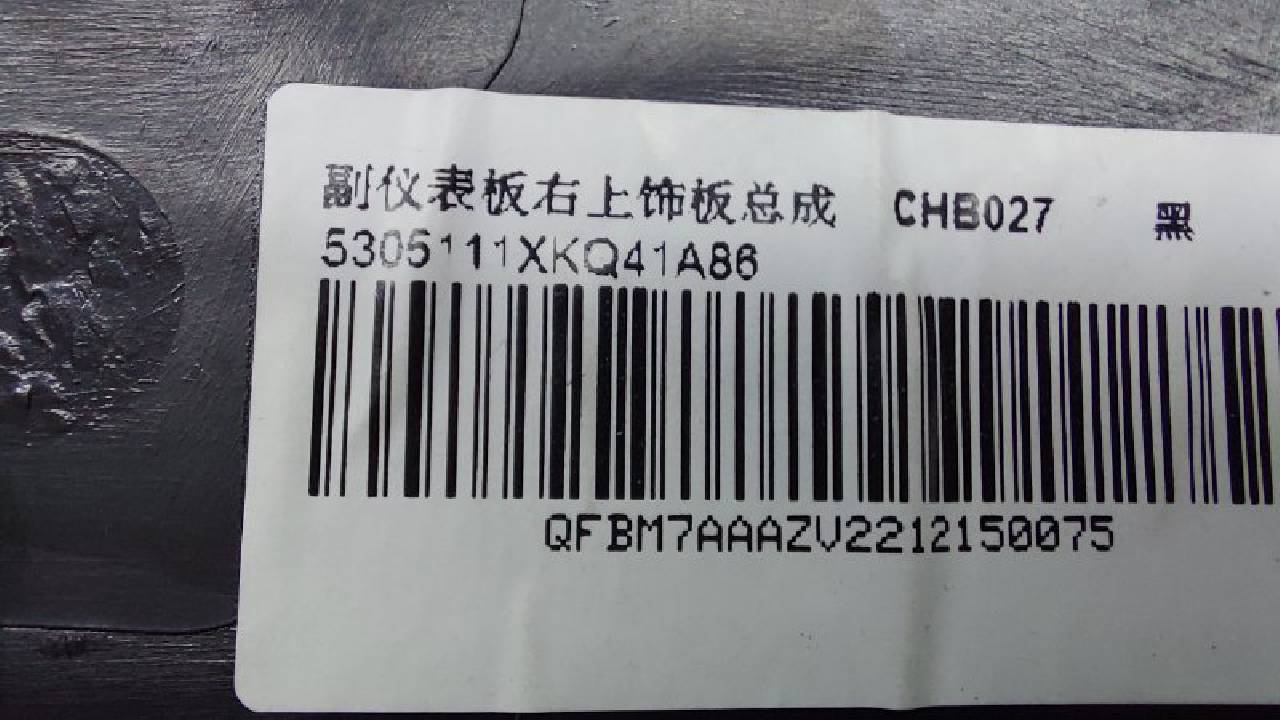 副仪表板右上饰板总成 CHB027 黑
5305111XKQ41A86
QFBM7AAAZV2212150075